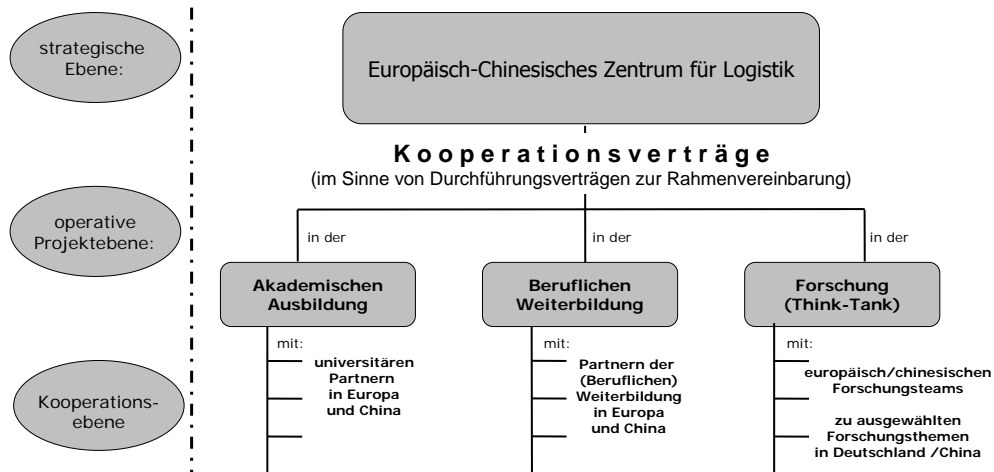 strategische
Ebene:
Europäisch-Chinesisches Zentrum für Logistik
Kooperationsverträge
(im Sinne von Durchführungsverträgen zur Rahmenvereinbarung)
operative
Projektebene:
in der
in der
in der
Akademischen
Ausbildung
Beruflichen
Weiterbildung
Forschung
(Think-Tank)
Kooperations-
ebene
mit:
universitären
Partnern
in Europa
und China
mit:
Partnern der
(Beruflichen)
Weiterbildung
in Europa
und China
mit:
europäisch/chinesischen
Forschungsteams
zu ausgewählten
Forschungsthemen
in Deutschland /China